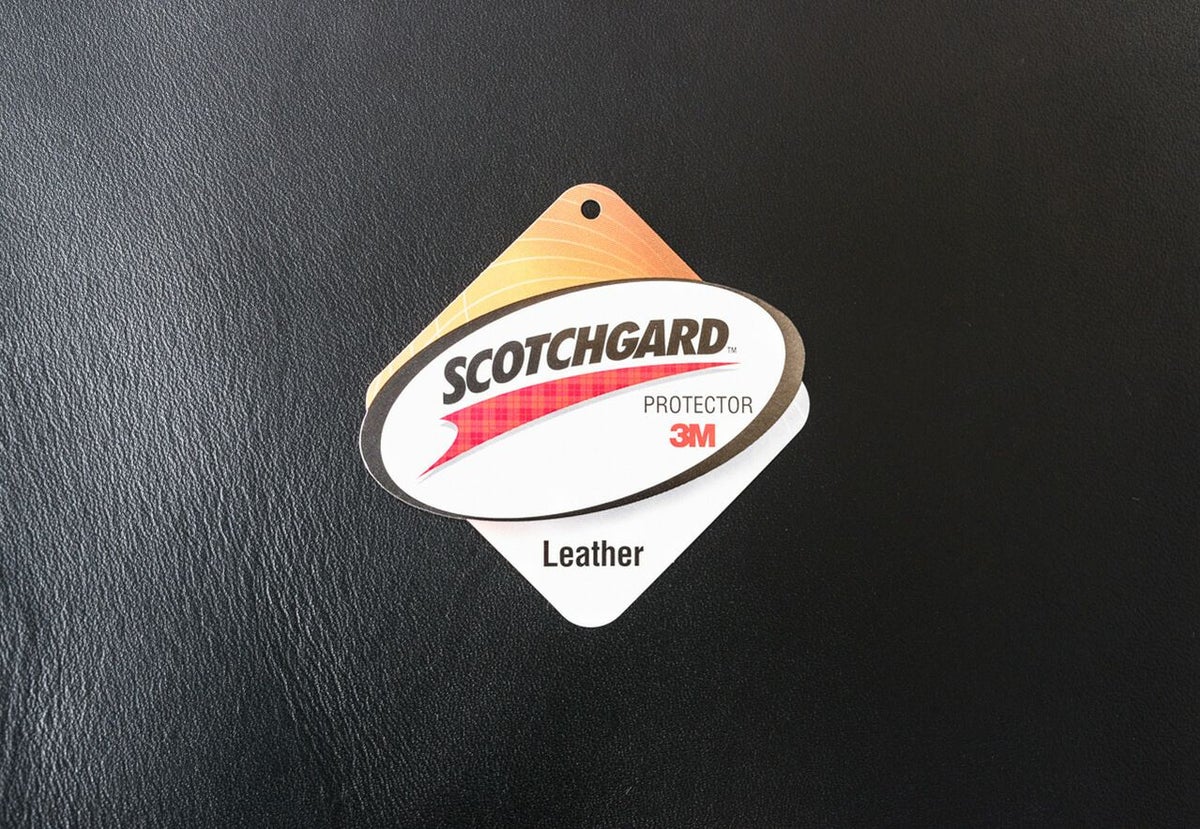 SCOTCHGARD™
PROTECTOR
3M
Leather